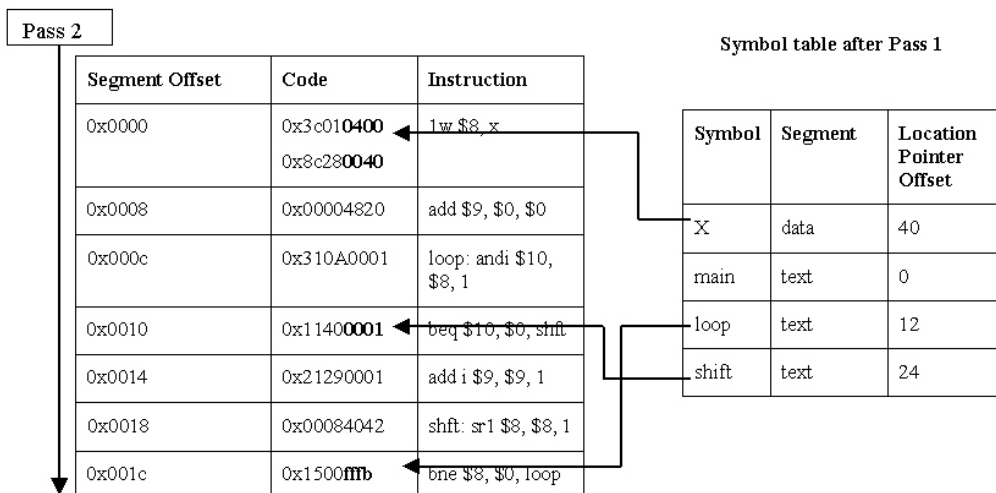 Pass 2
Symbol table after Pass 1
Segment Offset Code Instruction
0x0000 0x3c010400 1w $8, x
0x8c280040
0x0008 0x00004820 add $9, $0, $0
0x000c 0x310A0001 loop: andi $10,
$8, 1
0x0010 0x11400001 beq $10, $0, shft
0x0014 0x21290001 add i $9, $9, 1
0x0018 0x00084042 shft: sr1 $8, $8, 1
0x001c 0x1500fffb bne $8, $0, loop
Symbol Segment Location
Pointer
Offset
X data 40
main text 0
loop text 12
shift text 24